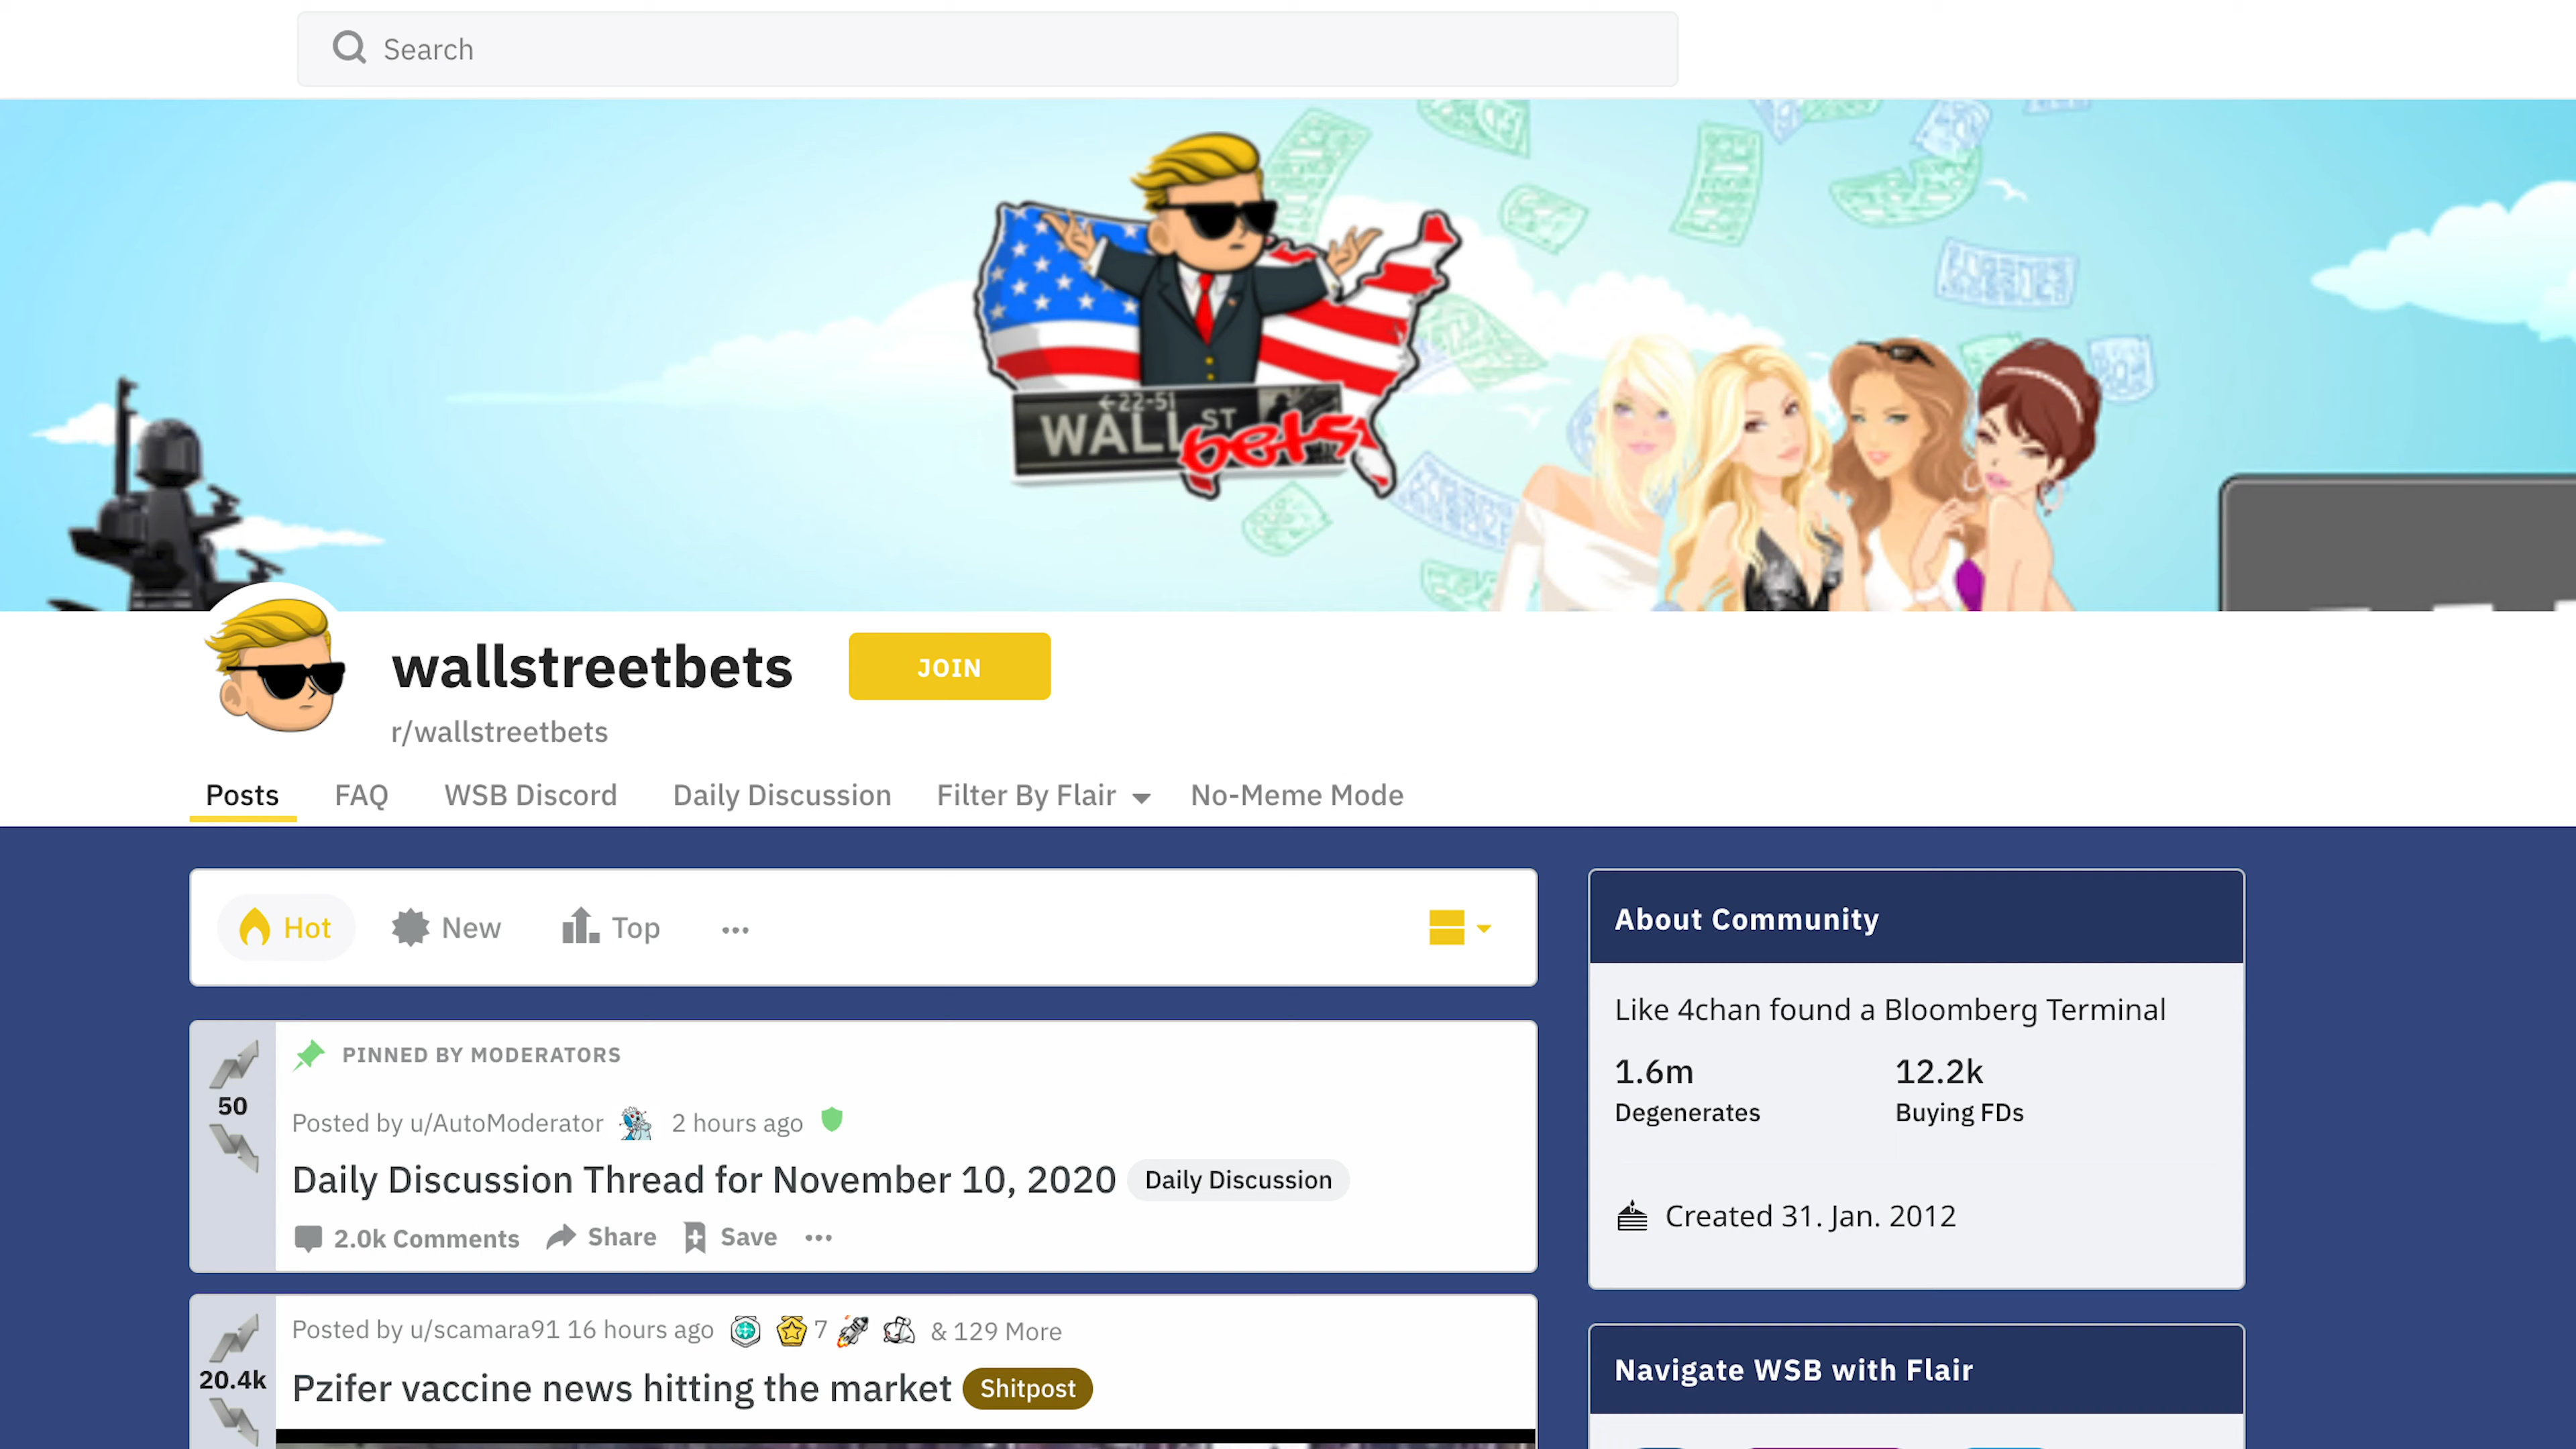 Search
←22-51
WALL ST
bets
wallstreetbets
JOIN
r/wallstreetbets
Posts FAQ WSB Discord Daily Discussion Filter By Flair No-Meme Mode
Hot New Top ...
PINNED BY MODERATORS
50
Posted by u/AutoModerator 2 hours ago
Daily Discussion Thread for November 10, 2020 Daily Discussion
2.0k Comments Share Save ...
Posted by u/scamara91 16 hours ago 7 & 129 More
20.4k
Pzifer vaccine news hitting the market Shitpost
About Community
Like 4chan found a Bloomberg Terminal
1.6m 12.2k
Degenerates Buying FDs
Created 31. Jan. 2012
Navigate WSB with Flair